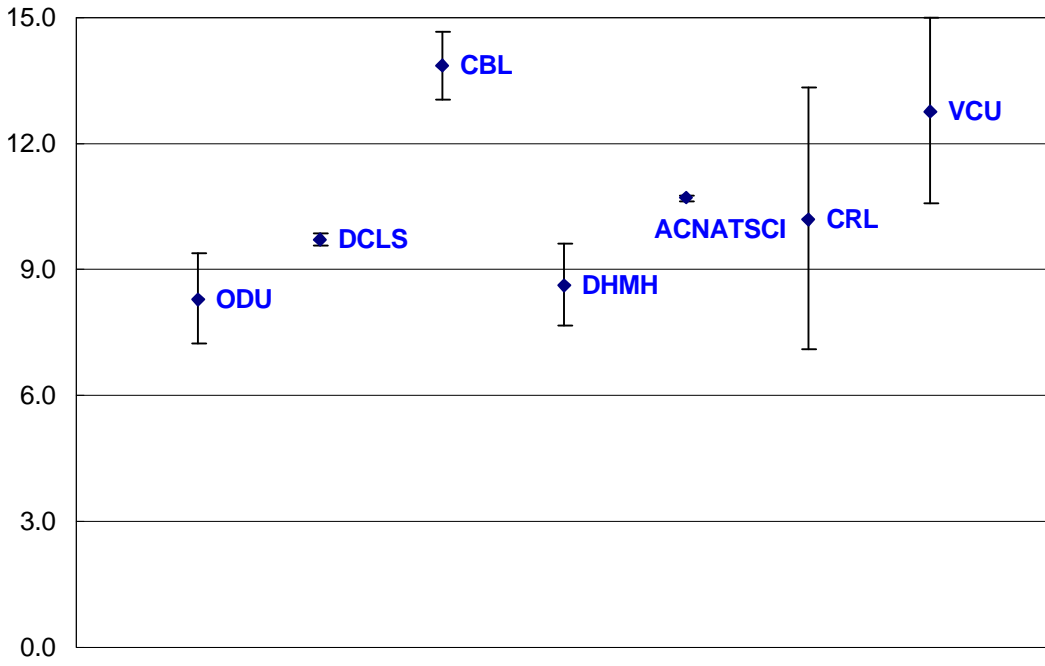 15.0
CBL
VCU
12.0
ACNATSCI
CRL
DCLS
9.0
DHMH
ODU
6.0
3.0
0.0